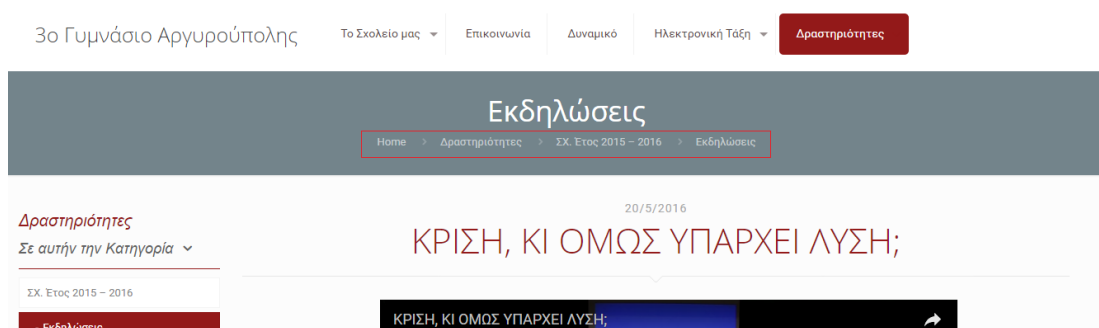 3ο Γυμνάσιο Αργυρούπολης Το Σχολείο μας Επικοινωνία Δυναμικό Ηλεκτρονική Τάξη Δραστηριότητες
Εκδηλώσεις
Home > Δραστηριότητες > ΣΧ. Έτος 2015 – 2016 > Εκδηλώσεις
20/5/2016
Δραστηριότητες
ΚΡΙΣΗ, ΚΙ ΟΜΩΣ ΥΠΑΡΧΕΙ ΛΥΣΗ;
Σε αυτήν την Κατηγορία
ΣΧ. Έτος 2015 – 2016
- Εκδηλώσεις
ΚΡΙΣΗ, ΚΙ ΟΜΩΣ ΥΠΑΡΧΕΙ ΛΥΣΗ;